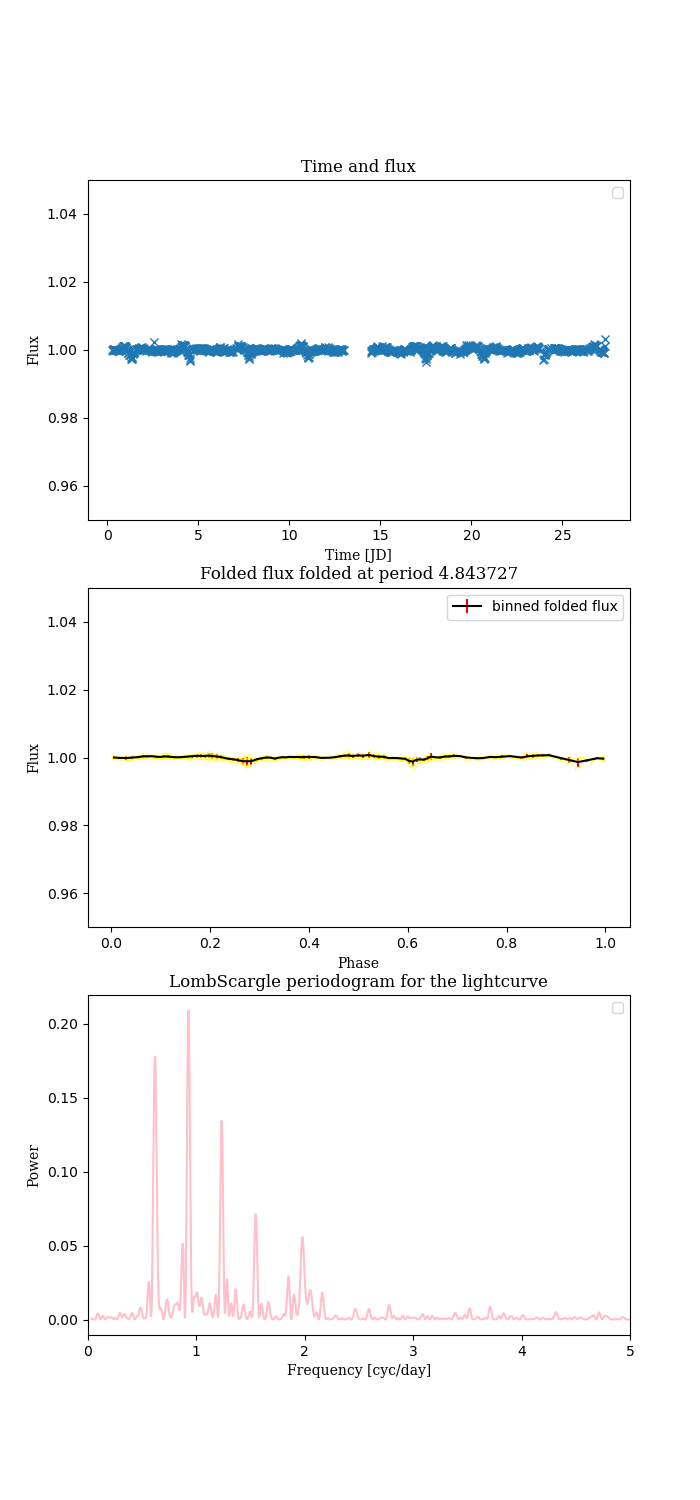 Time and flux
1.04
1.02
1.00
0.98
0.96
Flux
0 5 10 15 20 25
Time [JD]
Folded flux folded at period 4.843727
binned folded flux
1.04
1.02
1.00
0.98
0.96
Flux
0.0 0.2 0.4 0.6 0.8 1.0
Phase
LombScargle periodogram for the lightcurve
0.20
0.15
0.10
0.05
0.00
Power
0 1 2 3 4 5
Frequency [cyc/day]